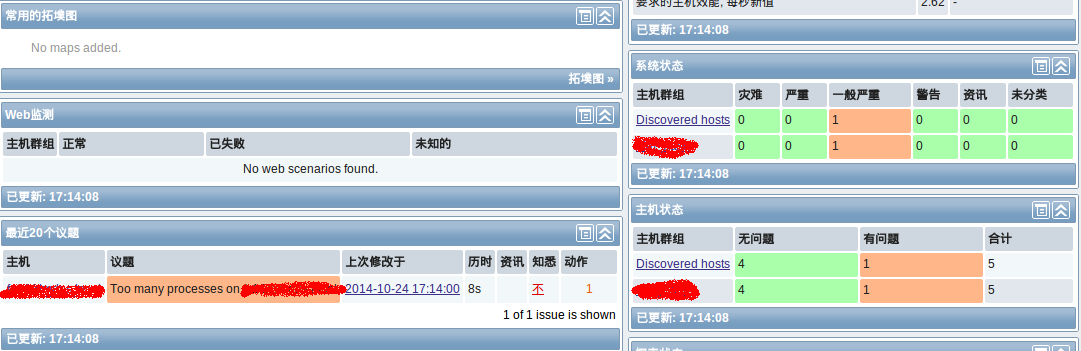 常用的拓墣图
No maps added.
拓墣图 »
Web监测
主机群组 正常 已失败 未知的
No web scenarios found.
已更新: 17:14:08
最近20个议题
主机 议题 上次修改于 历时 资讯 知悉 动作
Too many processes on 2014-10-24 17:14:00 8s 不 1
1 of 1 issue is shown
已更新: 17:14:08
要求的主机效能, 每秒新值 2.62 -
已更新: 17:14:08
系统状态
主机群组 灾难 严重 一般严重 警告 资讯 未分类
Discovered hosts 0 0 1 0 0 0
0 0 1 0 0 0
已更新: 17:14:08
主机状态
主机群组 无问题 有问题 合计
Discovered hosts 4 1 5
4 1 5
已更新: 17:14:08